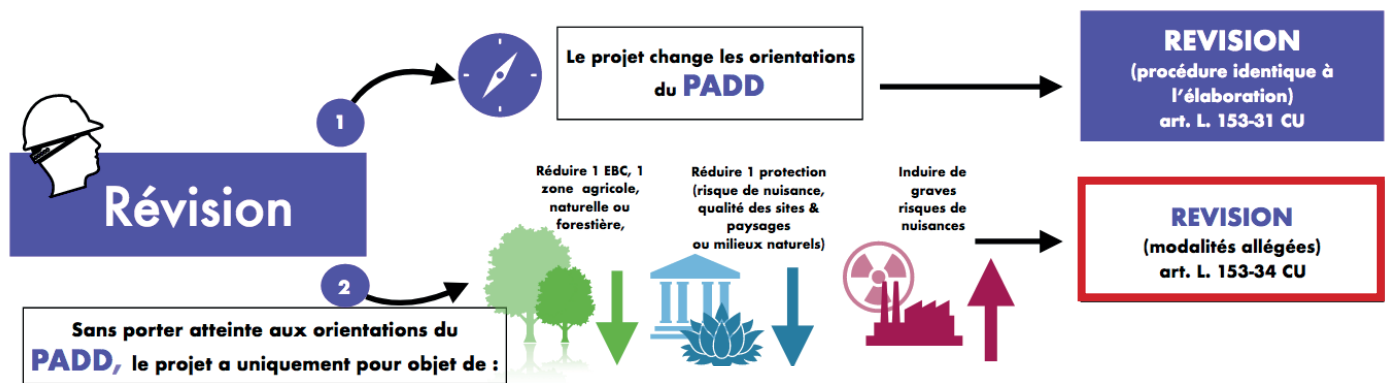 Révision
1
Le projet change les orientations
du PADD
REVISION
(procédure identique à
l'élaboration)
art. L. 153-31 CU
2
Sans porter atteinte aux orientations du
PADD, le projet a uniquement pour objet de :
Réduire 1 EBC, 1
zone agricole,
naturelle ou
forestière,
Réduire 1 protection
(risque de nuisance,
qualité des sites &
paysages
ou milieux naturels)
Induire de
graves
risques de
nuisances
REVISION
(modalités allégées)
art. L. 153-34 CU